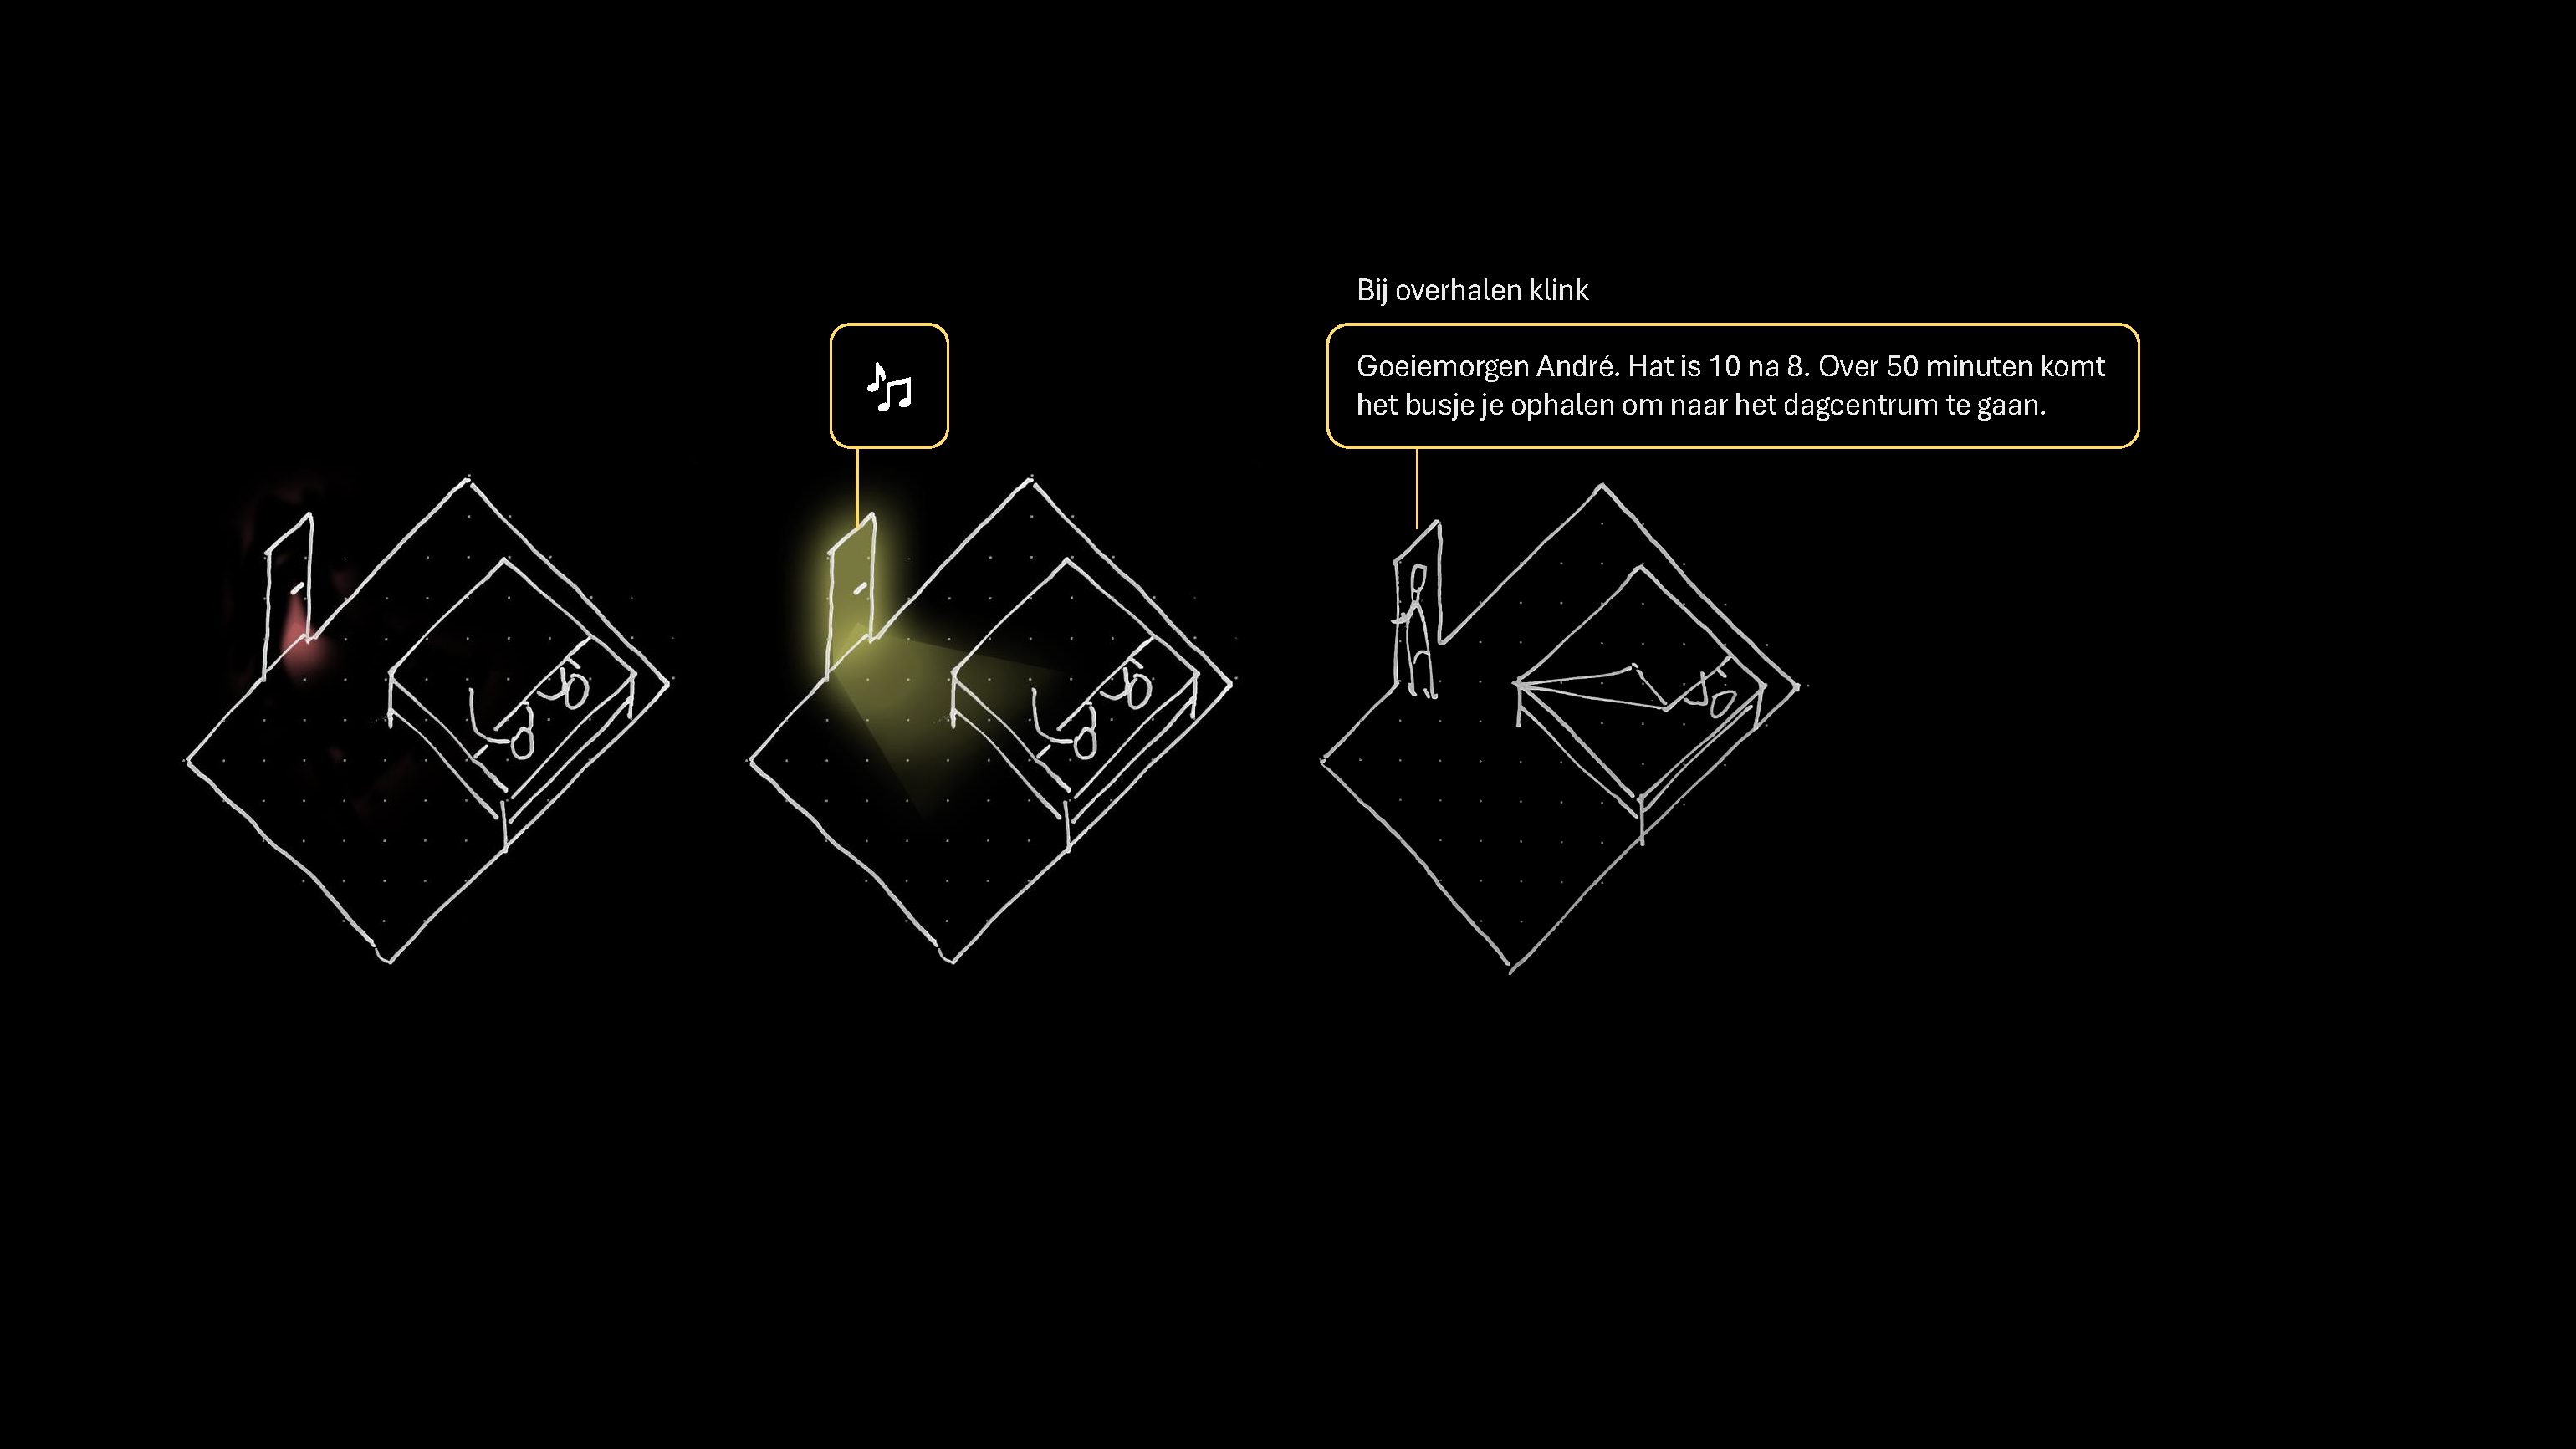 Bij overhalen klink
Goeiemorgen André. Hat is 10 na 8. Over 50 minuten komt
het busje je ophalen om naar het dagcentrum te gaan.